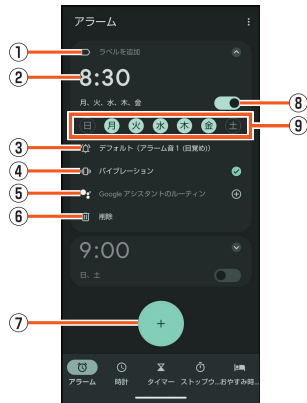 アラーム
① ラベルを追加
② 8:30
月、火、水、木、金 ⑧
日 月 火 水 木 金 土 ⑨
③ デフォルト（アラーム音1（目覚め））
④ バイブレーション
⑤ Google アシスタントのルーティン
⑥ 削除
9:00
日、土
⑦ +
アラーム 時計 タイマー ストップウ... おやすみ時...